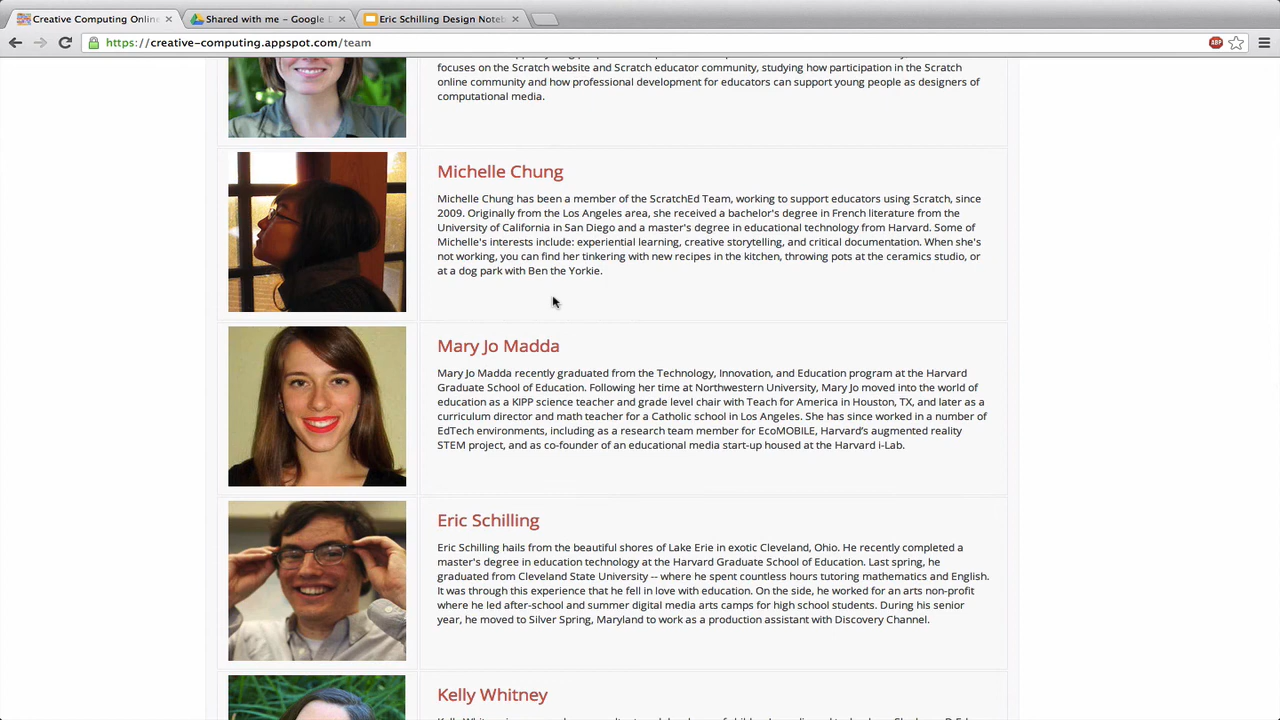 Creative Computing Online
Shared with me - Google D
Eric Schilling Design Noteb
https://creative-computing.appspot.com/team
ABP
focuses on the Scratch website and Scratch educator community, studying how participation in the Scratch
online community and how professional development for educators can support young people as designers of
computational media.
Michelle Chung
Michelle Chung has been a member of the ScratchEd Team, working to support educators using Scratch, since
2009. Originally from the Los Angeles area, she received a bachelor's degree in French literature from the
University of California in San Diego and a master's degree in educational technology from Harvard. Some of
Michelle's interests include: experiential learning, creative storytelling, and critical documentation. When she's
not working, you can find her tinkering with new recipes in the kitchen, throwing pots at the ceramics studio, or
at a dog park with Ben the Yorkie.
Mary Jo Madda
Mary Jo Madda recently graduated from the Technology, Innovation, and Education program at the Harvard
Graduate School of Education. Following her time at Northwestern University, Mary Jo moved into the world of
education as a KIPP science teacher and grade level chair with Teach for America in Houston, TX, and later as a
curriculum director and math teacher for a Catholic school in Los Angeles. She has since worked in a number of
EdTech environments, including as a research team member for EcoMOBILE, Harvard's augmented reality
STEM project, and as co-founder of an educational media start-up housed at the Harvard i-Lab.
Eric Schilling
Eric Schilling hails from the beautiful shores of Lake Erie in exotic Cleveland, Ohio. He recently completed a
master's degree in education technology at the Harvard Graduate School of Education. Last spring, he
graduated from Cleveland State University -- where he spent countless hours tutoring mathematics and English.
It was through this experience that he fell in love with education. On the side, he worked for an arts non-profit
where he led after-school and summer digital media arts camps for high school students. During his senior
year, he moved to Silver Spring, Maryland to work as a production assistant with Discovery Channel.
Kelly Whitney